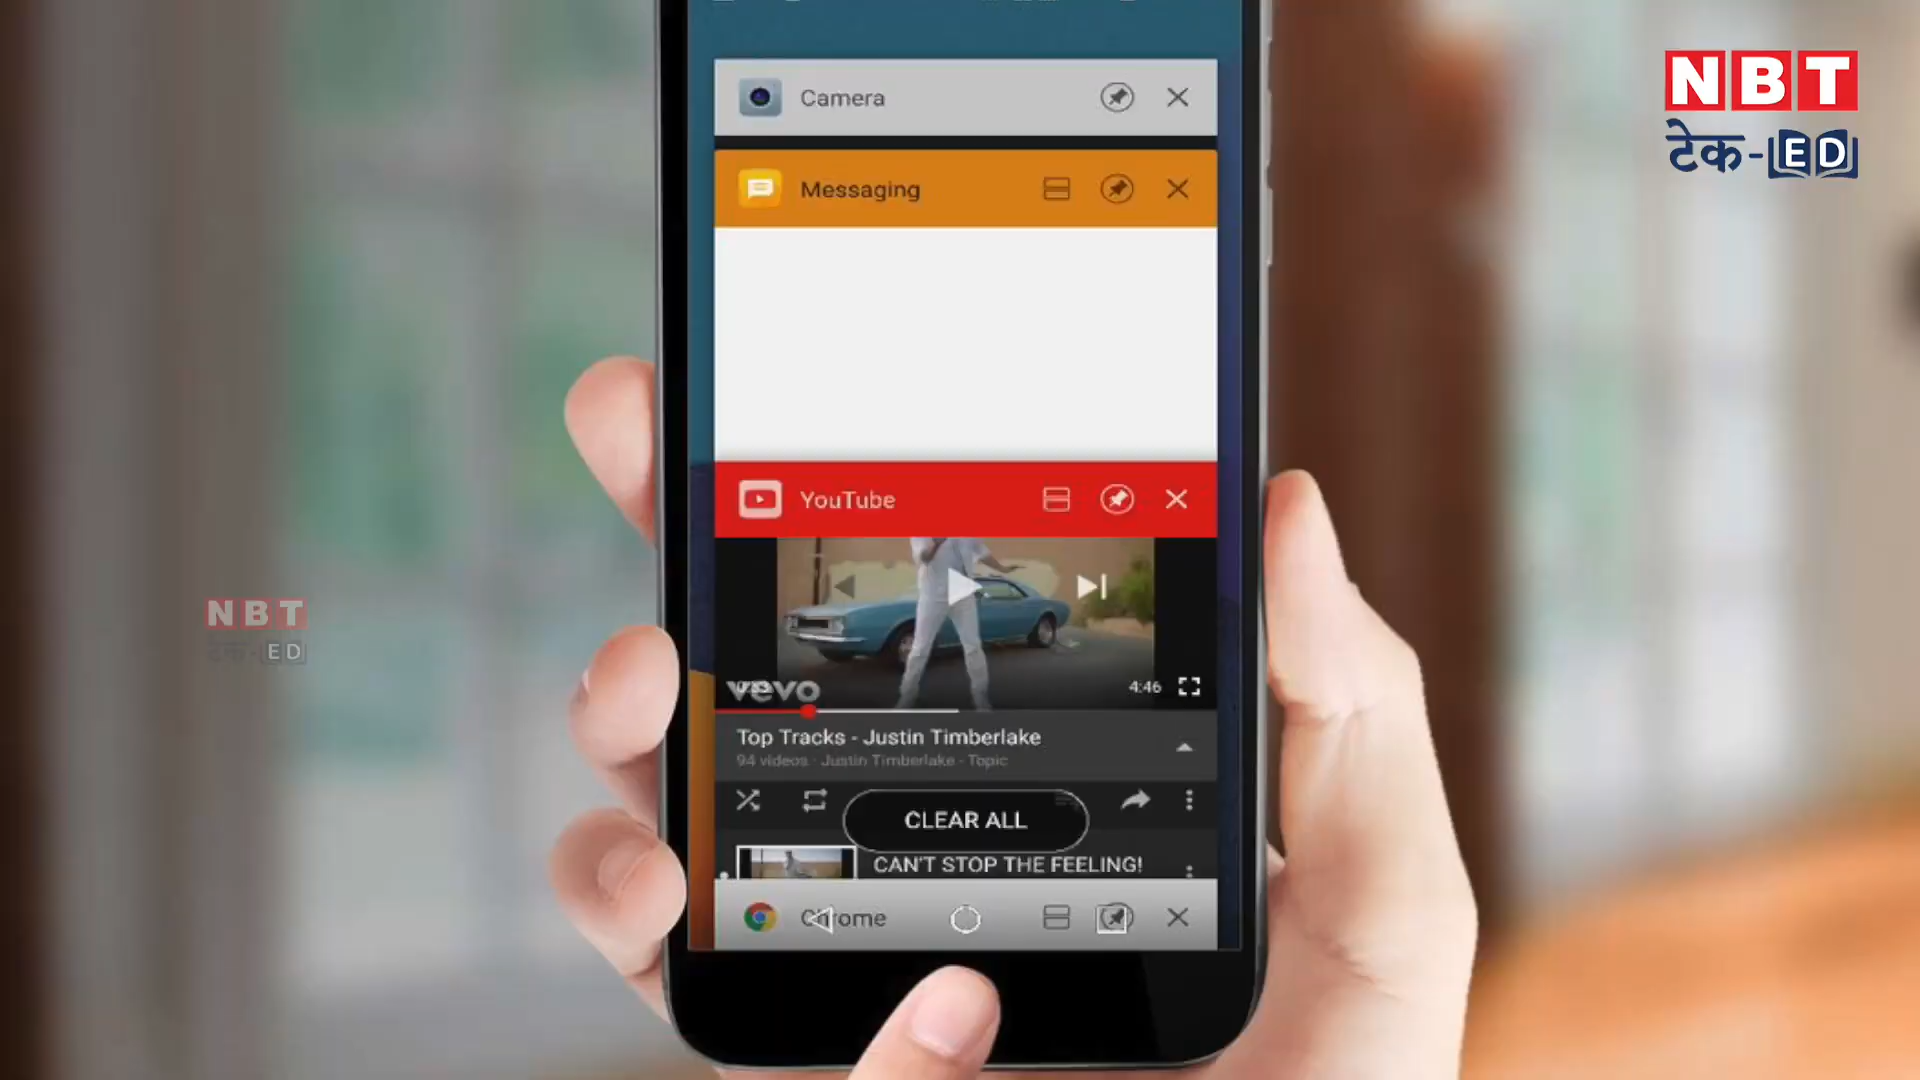 Camera
NBT
टेक-ED
Messaging
YouTube
NBT
टेक-ED
vevo
4:46
Top Tracks - Justin Timberlake
94 videos · Justin Timberlake - Topic
CLEAR ALL
CAN'T STOP THE FEELING!
Chrome